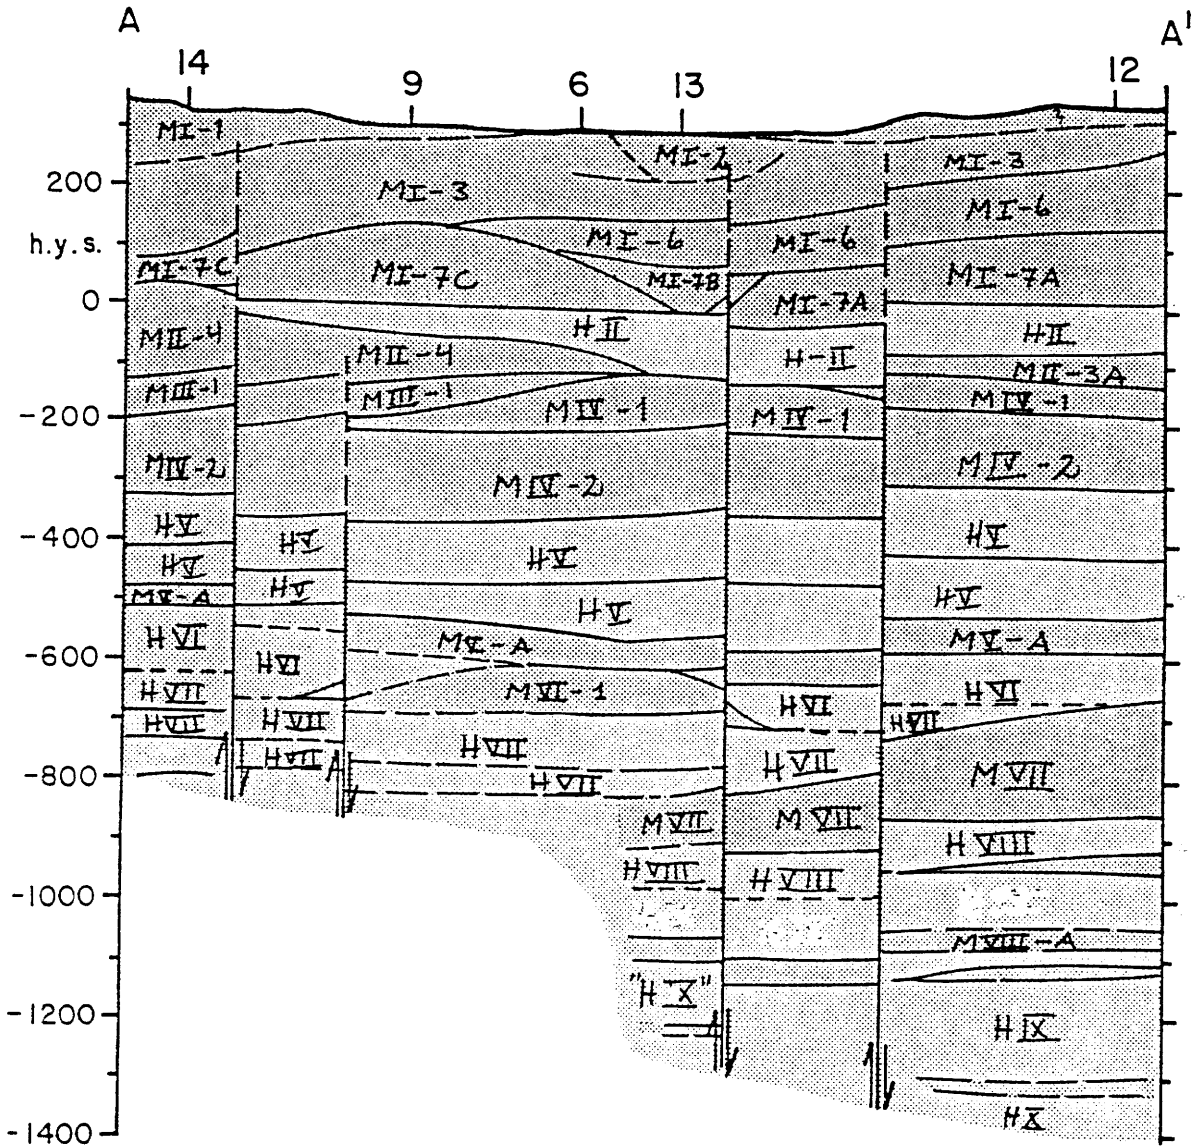 A A'
14 9 6 13 12
MI-1 MI-2 MI-3
200 MI-3 MI-6
h.y.s. MI-6 MI-6
MI-7C MI-7C MI-7B MI-7A MI-7A
0
MII-4 HII H-II HII
MII-4 MII-3A
MIII-1 MIII-1 MIV-1 MIV-1 MIV-1
-200
MIV-2 MIV-2 MIV-2
HV HV HV HV
-400
HV HV HV HV
MV-A MV-A MV-A
HVI HVI
-600
HVII MVI-1 HVI HVI HVII
HVII HVII HVII HVII MVII
HVII HVII
-800
MVII MVII
HVIII HVIII HVIII
-1000
MVIII-A
"HX"
-1200 HIX
HX
-1400